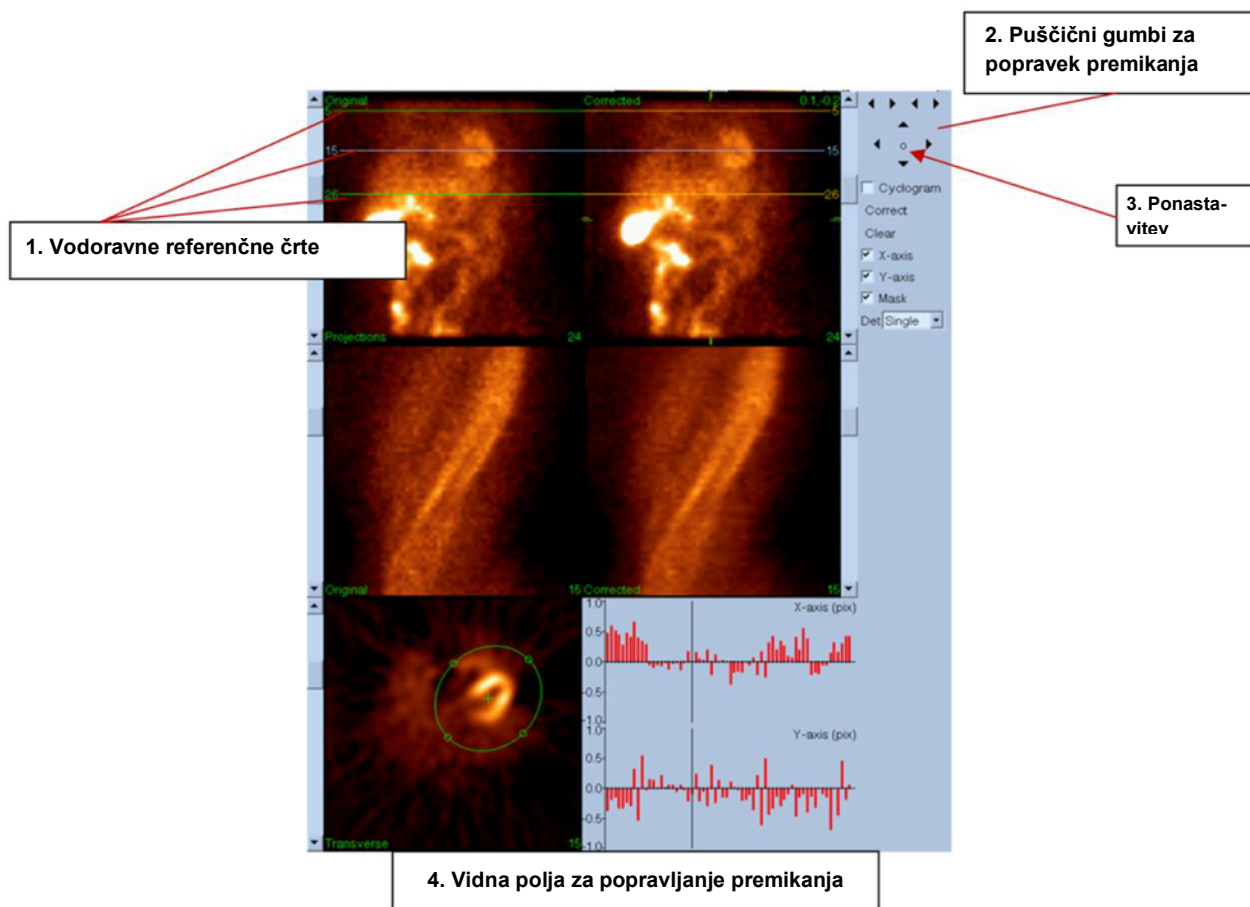 2. Puščični gumbi za
popravek premikanja
Original
Corrected
0.1,-0.2
5
5
15
15
26
26
Cyclogram
Correct
Clear
X-axis
Y-axis
Mask
Det Single
3. Ponasta-
vitev
1. Vodoravne referenčne črte
Projections
24
24
Original
15
Corrected
15
X-axis (pix)
1.0
0.5
0.0
-0.5
-1.0
Y-axis (pix)
1.0
0.5
0.0
-0.5
-1.0
Transverse
15
4. Vidna polja za popravljanje premikanja